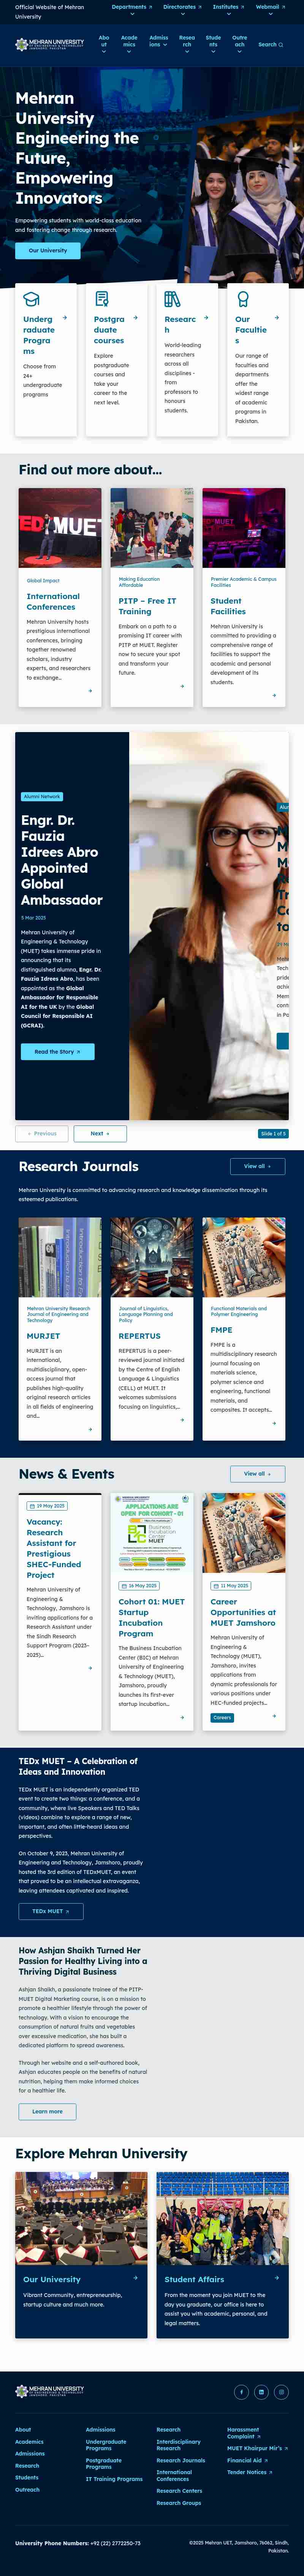 Official Website of Mehran
University
Departments
Directorates
Institutes
Webmail
MEHRAN UNIVERSITY
OF ENGINEERING & TECHNOLOGY
JAMSHORO, PAKISTAN
Abo
ut
Acade
mics
Admiss
ions
Resea
rch
Stude
nts
Outre
ach
Search
Mehran
University
Engineering the
Future,
Empowering
Innovators
Empowering students with world-class education
and fostering change through research.
Our University
Underg
raduate
Progra
ms
Choose from
24+
undergraduate
programs
Postgra
duate
courses
Explore
postgraduate
courses and
take your
career to the
next level.
Researc
h
World-leading
researchers
across all
disciplines -
from
professors to
honours
students.
Our
Facultie
s
Our range of
faculties and
departments
offer the
widest range
of academic
programs in
Pakistan.
Find out more about...
Global Impact
International
Conferences
Mehran University hosts
prestigious international
conferences, bringing
together renowned
scholars, industry
experts, and researchers
to exchange...
Making Education
Affordable
PITP – Free IT
Training
Embark on a path to a
promising IT career with
PITP at MUET. Register
now to secure your spot
and transform your
future.
Premier Academic & Campus
Facilities
Student
Facilities
Mehran University is
committed to providing a
comprehensive range of
facilities to support the
academic and personal
development of its
students.
Alumni Network
Engr. Dr.
Fauzia
Idrees Abro
Appointed
Global
Ambassador
5 Mar 2025
Mehran University of
Engineering & Technology
(MUET) takes immense pride in
announcing that its
distinguished alumna, Engr. Dr.
Fauzia Idrees Abro, has been
appointed as the Global
Ambassador for Responsible
AI for the UK by the Global
Council for Responsible AI
(GCRAI).
Read the Story
Previous
Next
Slide 1 of 5
Research Journals
View all
Mehran University is committed to advancing research and knowledge dissemination through its
esteemed publications.
Mehran University Research
Journal of Engineering and
Technology
MURJET
MURJET is an
international,
multidisciplinary, open-
access journal that
publishes high-quality
original research articles
in all fields of engineering
and...
Journal of Linguistics,
Language Planning and
Policy
REPERTUS
REPERTUS is a peer-
reviewed journal initiated
by the Centre of English
Language & Linguistics
(CELL) at MUET. It
welcomes submissions
focusing on linguistics,...
Functional Materials and
Polymer Engineering
FMPE
FMPE is a
multidisciplinary research
journal focusing on
materials science,
polymer science and
engineering, functional
materials, and
composites. It accepts...
News & Events
View all
19 May 2025
Vacancy:
Research
Assistant for
Prestigious
SHEC-Funded
Project
Mehran University of
Engineering &
Technology, Jamshoro is
inviting applications for a
Research Assistant under
the Sindh Research
Support Program (2025–
2025)...
APPLICATIONS ARE
OPEN FOR COHORT - 01
Business
Incubation
Center
MUET
16 May 2025
Cohort 01: MUET
Startup
Incubation
Program
The Business Incubation
Center (BIC) at Mehran
University of Engineering
& Technology (MUET),
Jamshoro, proudly
launches its first-ever
startup incubation...
11 May 2025
Career
Opportunities at
MUET Jamshoro
Mehran University of
Engineering &
Technology (MUET),
Jamshoro, invites
applications from
dynamic professionals for
various positions under
HEC-funded projects...
Careers
TEDx MUET – A Celebration of
Ideas and Innovation
TEDx MUET is an independently organized TED
event to create two things: a conference, and a
community, where live Speakers and TED Talks
(videos) combine to explore a range of new,
important, and often little-heard ideas and
perspectives.
On October 9, 2023, Mehran University of
Engineering and Technology, Jamshoro, proudly
hosted the 3rd edition of TEDxMUET, an event
that proved to be an intellectual extravaganza,
leaving attendees captivated and inspired.
TEDx MUET
How Ashjan Shaikh Turned Her
Passion for Healthy Living into a
Thriving Digital Business
Ashjan Shaikh, a passionate trainee of the PITP-
MUET Digital Marketing course, is on a mission to
promote a healthier lifestyle through the power of
technology. With a vision to encourage the
consumption of natural fruits and vegetables
over excessive medication, she has built a
dedicated platform to spread awareness.
Through her website and a self-authored book,
Ashjan educates people on the benefits of natural
nutrition, helping them make informed choices
for a healthier life.
Learn more
Explore Mehran University
Our University
Vibrant Community, entrepreneurship,
startup culture and much more.
Student Affairs
From the moment you join MUET to the
day you graduate, our office is here to
assist you with academic, personal, and
legal matters.
MEHRAN UNIVERSITY
OF ENGINEERING & TECHNOLOGY
JAMSHORO, PAKISTAN
About
Academics
Admissions
Research
Students
Outreach
Admissions
Undergraduate
Programs
Postgraduate
Programs
IT Training Programs
Research
Interdisciplinary
Research
Research Journals
International
Conferences
Research Centers
Research Groups
Harassment
Complaint
MUET Khairpur Mir's
Financial Aid
Tender Notices
University Phone Numbers: +92 (22) 2772250-73
©2025 Mehran UET, Jamshoro, 76062, Sindh,
Pakistan.